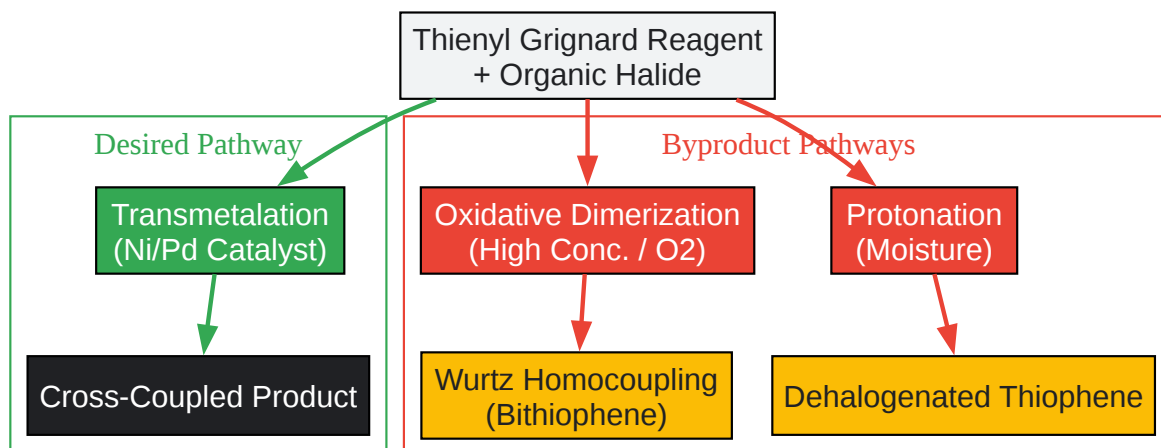 Thienyl Grignard Reagent
+ Organic Halide
Desired Pathway
Byproduct Pathways
Transmetalation
(Ni/Pd Catalyst)
Oxidative Dimerization
(High Conc. / O2)
Protonation
(Moisture)
Cross-Coupled Product
Wurtz Homocoupling
(Bithiophene)
Dehalogenated Thiophene